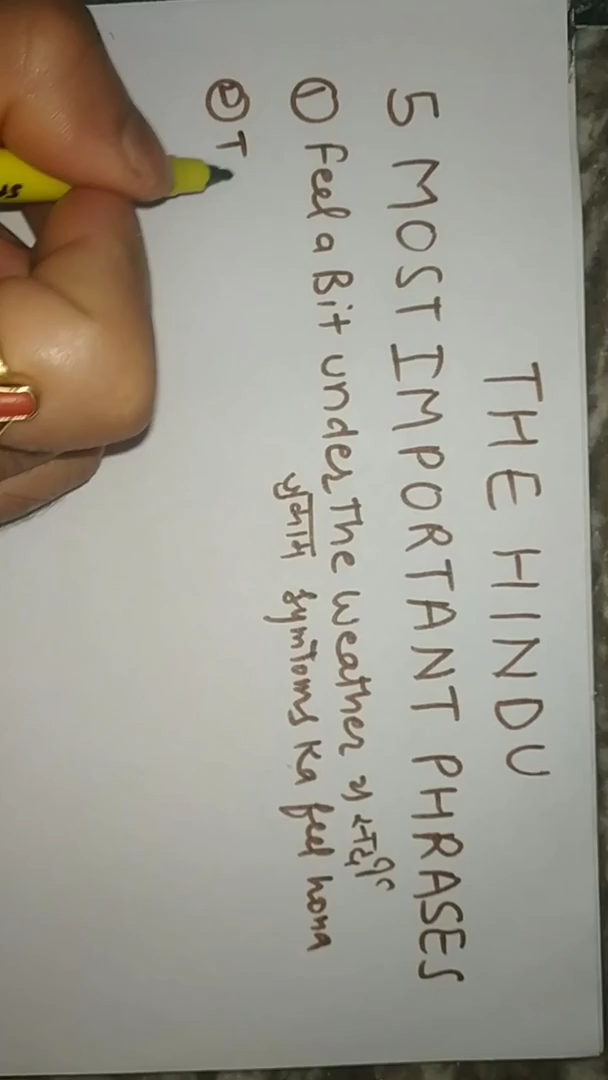 THE HINDU
5 MOST IMPORTANT PHRASES
① Feel a Bit under The Weather
जुकाम symtoms Ka feel hona
② T